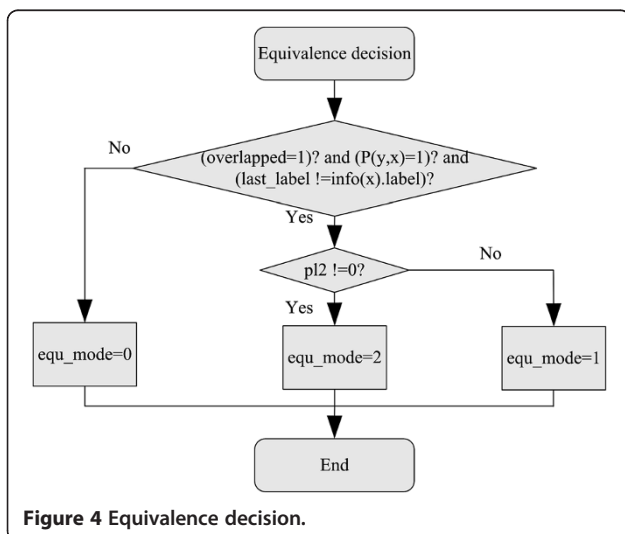 Equivalence decision
No
(overlapped=1)? and (P(y,x)=1)? and
(last_label !=info(x).label)?
Yes
pl2 !=0?
No
Yes
equ_mode=0
equ_mode=2
equ_mode=1
End
Figure 4 Equivalence decision.